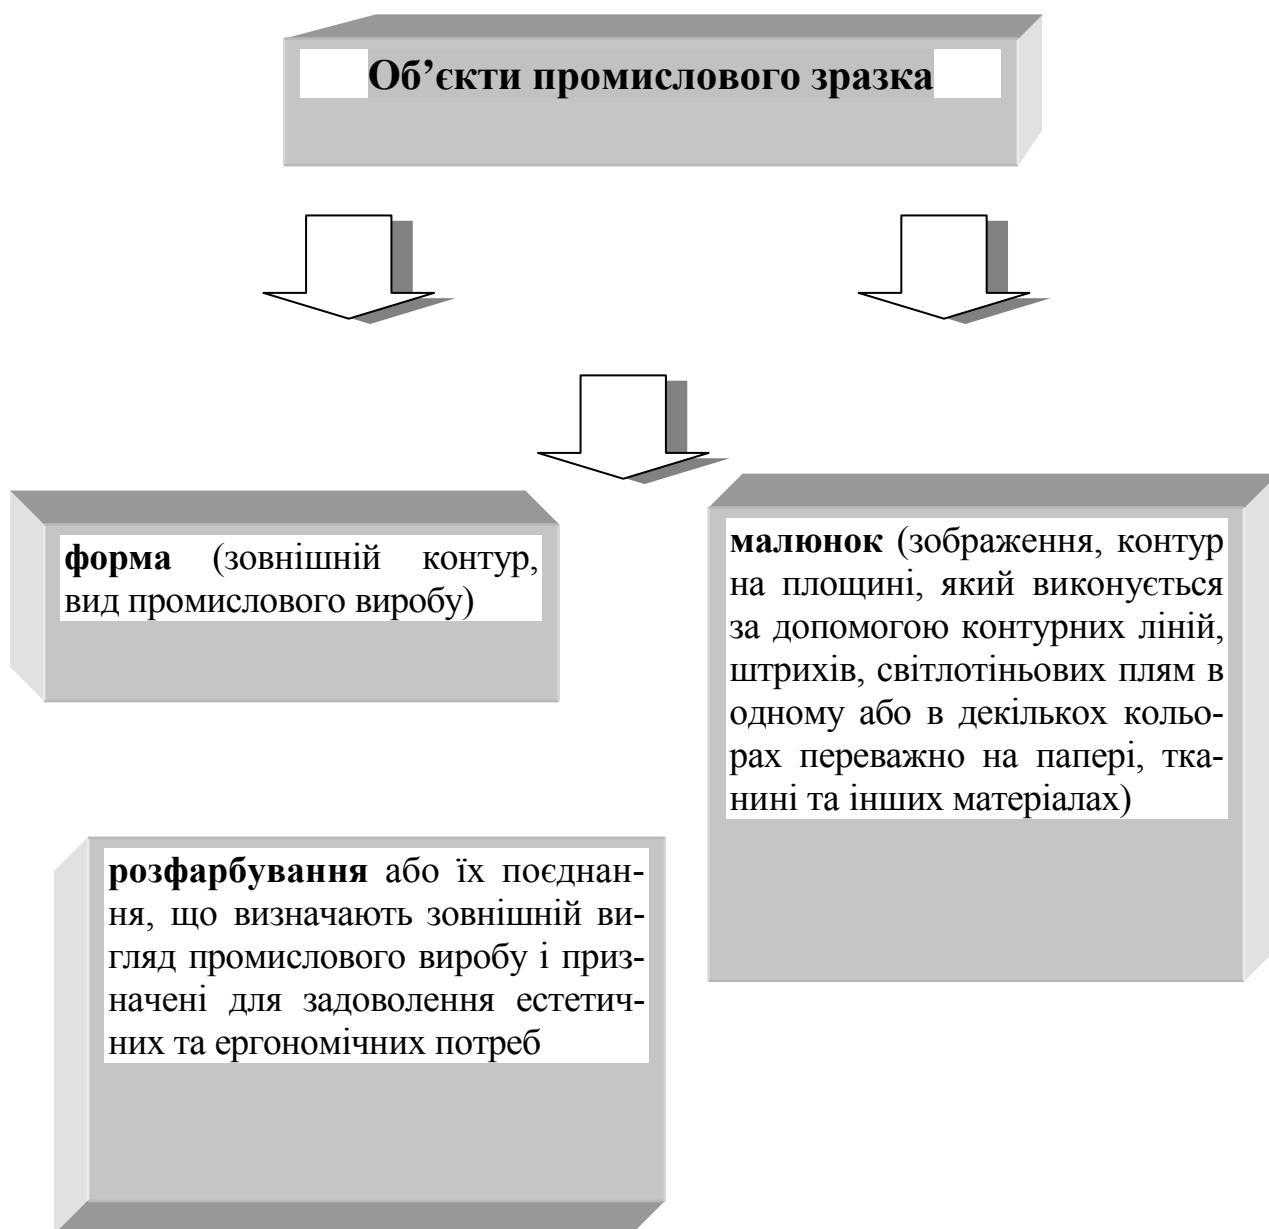 Об’єкти промислового зразка
форма (зовнішній контур,
вид промислового виробу)
малюнок (зображення, контур
на площині, який виконується
за допомогою контурних ліній,
штрихів, світлотіньових плям в
одному або в декількох кольо-
рах переважно на папері, тка-
нині та інших матеріалах)
розфарбування або їх поєднан-
ня, що визначають зовнішній ви-
гляд промислового виробу і приз-
начені для задоволення естетич-
них та ергономічних потреб